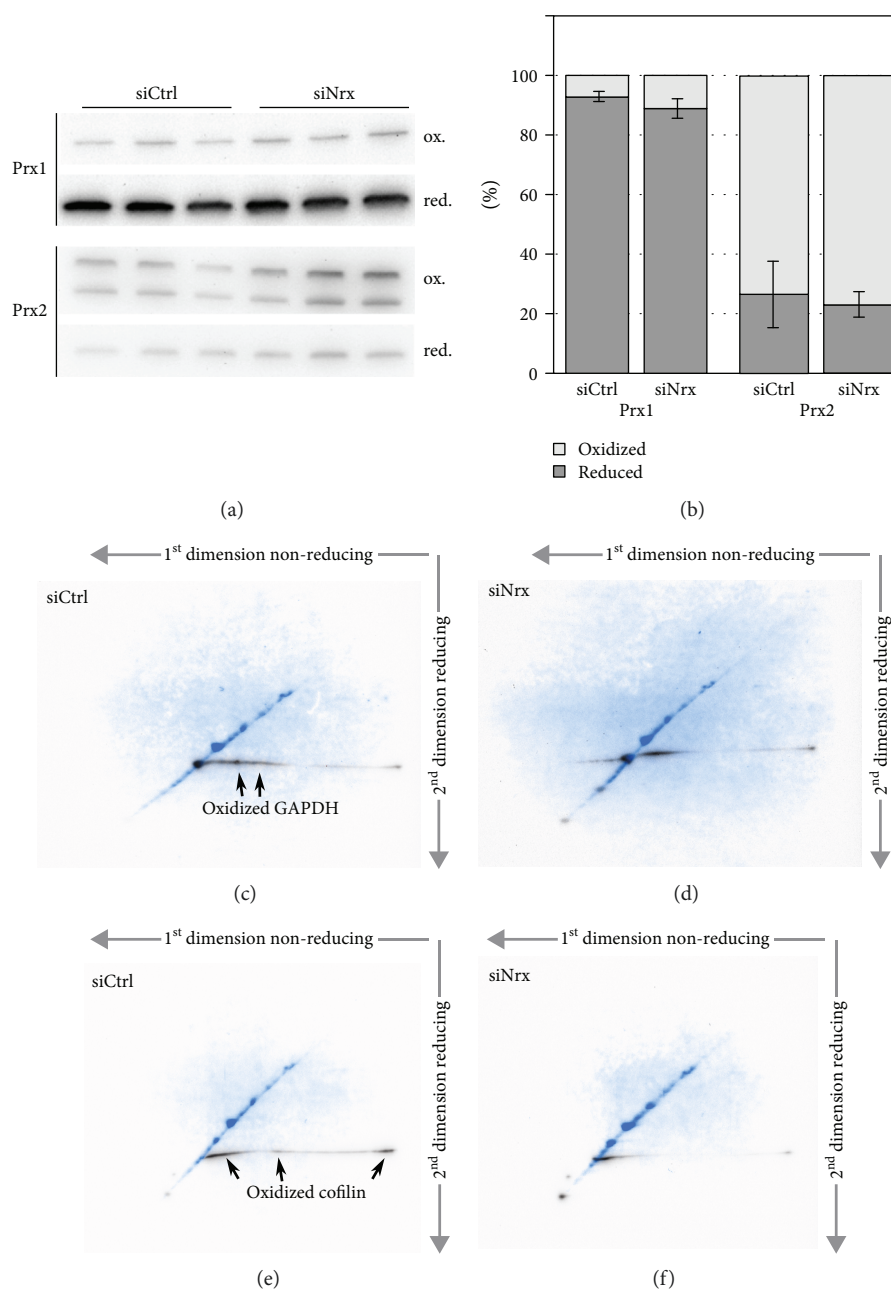 siCtrl siNrx
Prx1
ox.
red.
Prx2
ox.
red.
(a)
(%)
100
80
60
40
20
0
siCtrl siNrx siCtrl siNrx
Prx1 Prx2
Oxidized
Reduced
(b)
1st dimension non-reducing
2nd dimension reducing
siCtrl
Oxidized GAPDH
(c)
1st dimension non-reducing
2nd dimension reducing
siNrx
(d)
1st dimension non-reducing
2nd dimension reducing
siCtrl
Oxidized cofilin
(e)
1st dimension non-reducing
2nd dimension reducing
siNrx
(f)